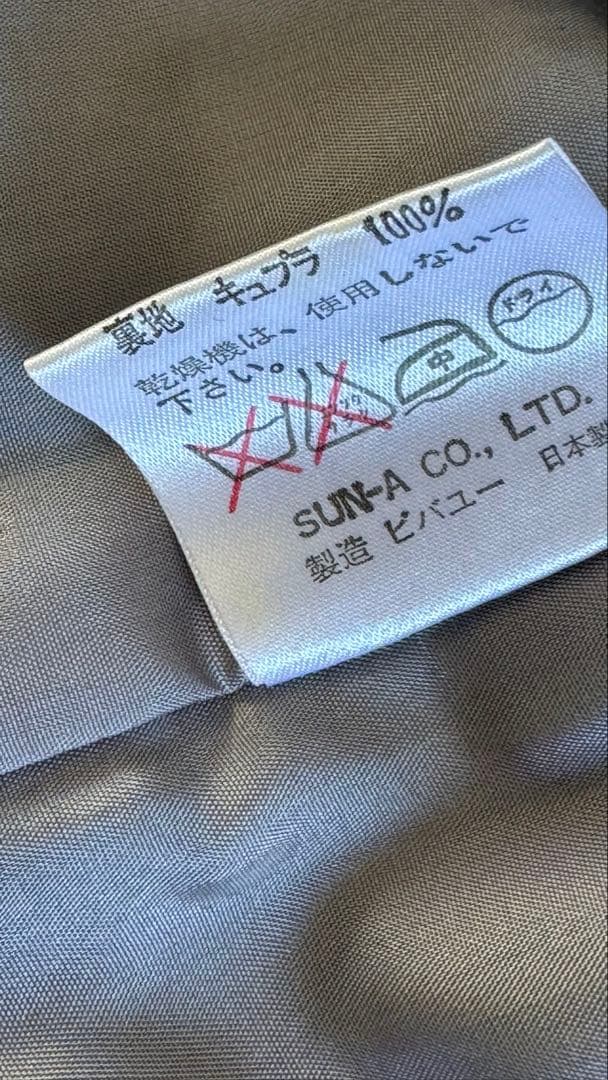 裏地 キュプラ 100%
乾燥機は、使用しないで
下さい。
中 ドライ
SUN-A CO., LTD.
製造 ビバユー 日本製